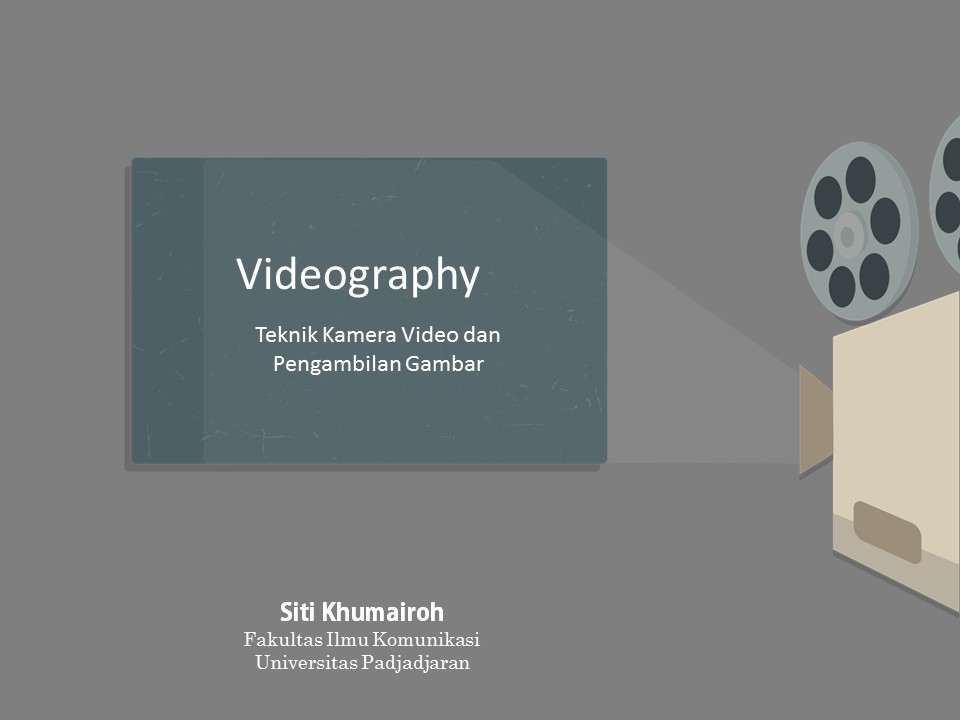 Videography
Teknik Kamera Video dan
Pengambilan Gambar
Siti Khumairoh
Fakultas Ilmu Komunikasi
Universitas Padjadjaran